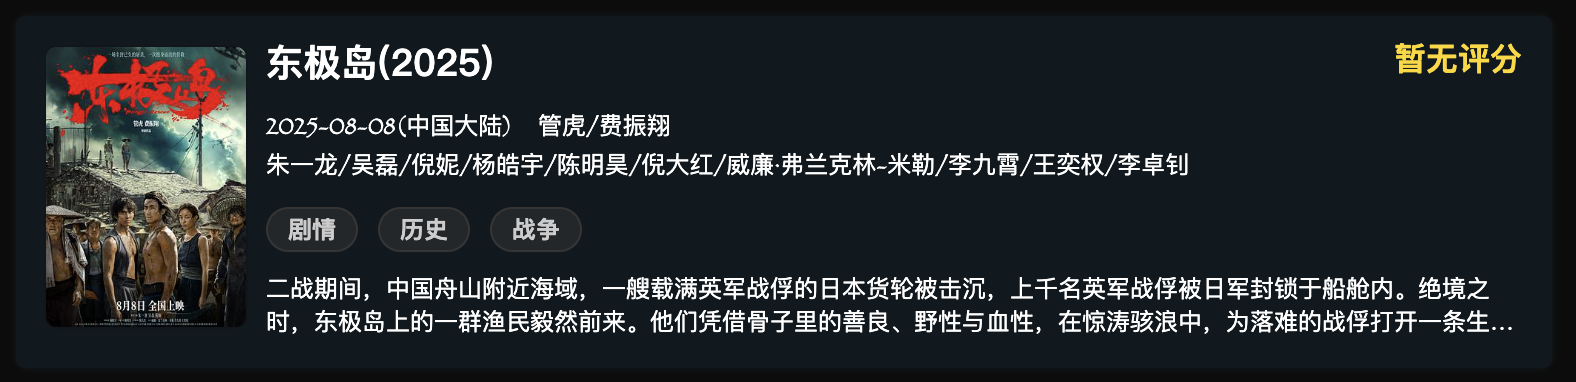 东极岛(2025)
暂无评分
2025-08-08(中国大陆) 管虎/费振翔
朱一龙/吴磊/倪妮/杨皓宇/陈明昊/倪大红/威廉·弗兰克林-米勒/李九霄/王奕权/李卓钊
剧情
历史
战争
二战期间，中国舟山附近海域，一艘载满英军战俘的日本货轮被击沉，上千名英军战俘被日军封锁于船舱内。绝境之
时，东极岛上的一群渔民毅然前来。他们凭借骨子里的善良、野性与血性，在惊涛骇浪中，为落难的战俘打开一条生...
东极岛
管虎 费振翔
8月8日 全国上映